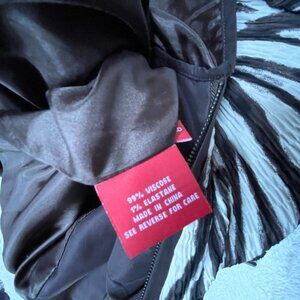 99% VISCOSE
1% ELASTANE
MADE IN CHINA
SEE REVERSE FOR CARE